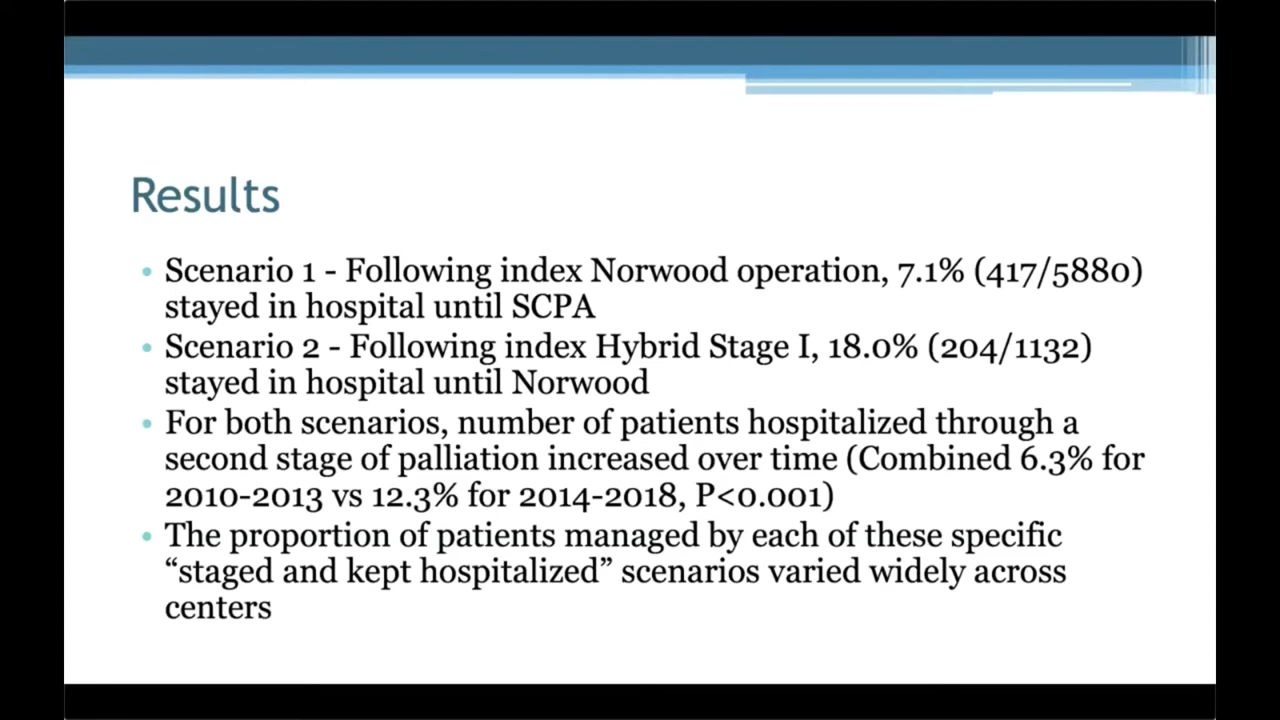 Results
• Scenario 1 - Following index Norwood operation, 7.1% (417/5880)
stayed in hospital until SCPA
• Scenario 2 - Following index Hybrid Stage I, 18.0% (204/1132)
stayed in hospital until Norwood
• For both scenarios, number of patients hospitalized through a
second stage of palliation increased over time (Combined 6.3% for
2010-2013 vs 12.3% for 2014-2018, P<0.001)
• The proportion of patients managed by each of these specific
“staged and kept hospitalized” scenarios varied widely across
centers